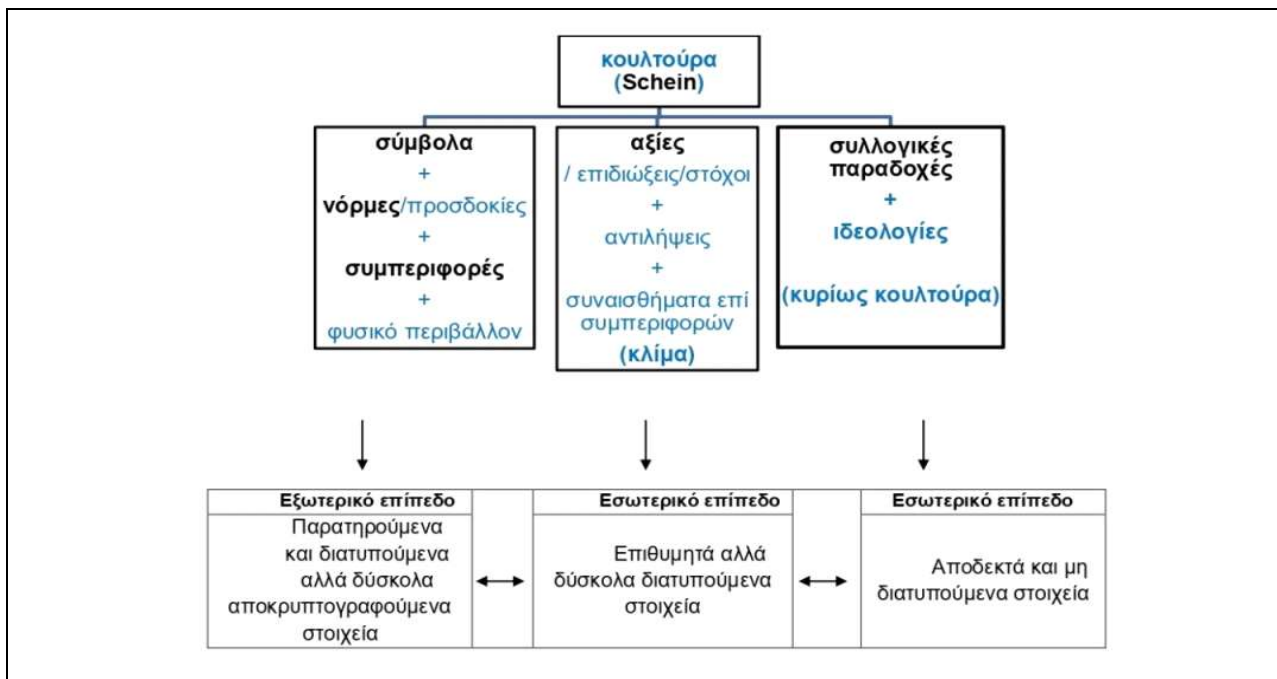 κουλτούρα
(Schein)
σύμβολα
+
νόρμες/προσδοκίες
+
συμπεριφορές
+
φυσικό περιβάλλον
αξίες
/ επιδιώξεις/στόχοι
+
αντιλήψεις
+
συναισθήματα επί
συμπεριφορών
(κλίμα)
συλλογικές
παραδοχές
+
ιδεολογίες
(κυρίως κουλτούρα)
Εξωτερικό επίπεδο
Παρατηρούμενα
και διατυπούμενα
αλλά δύσκολα
αποκρυπτογραφούμενα
στοιχεία
Εσωτερικό επίπεδο
Επιθυμητά αλλά
δύσκολα διατυπούμενα
στοιχεία
Εσωτερικό επίπεδο
Αποδεκτά και μη
διατυπούμενα στοιχεία